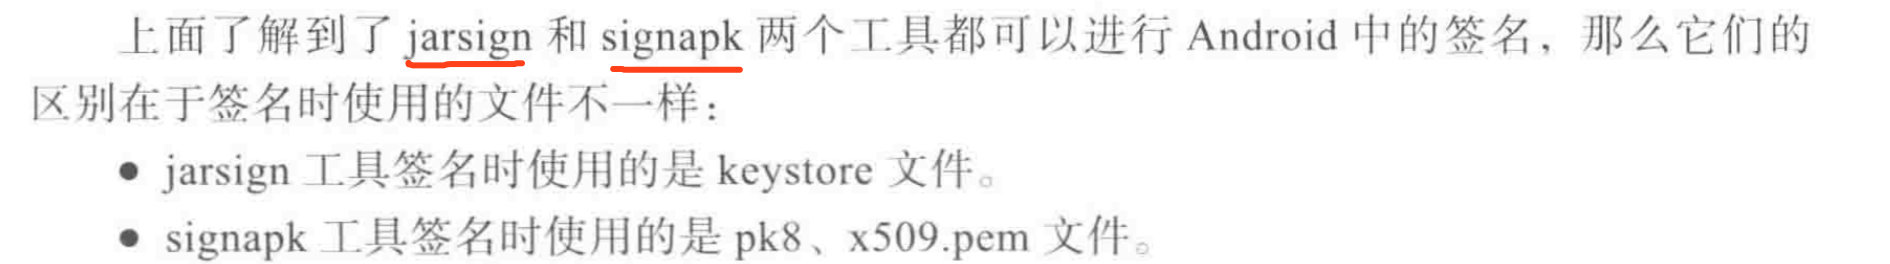 上面了解到了 jarsign 和 signapk 两个工具都可以进行 Android 中的签名，那么它们的
区别在于签名时使用的文件不一样：
● jarsign 工具签名时使用的是 keystore 文件。
● signapk 工具签名时使用的是 pk8、x509.pem 文件。